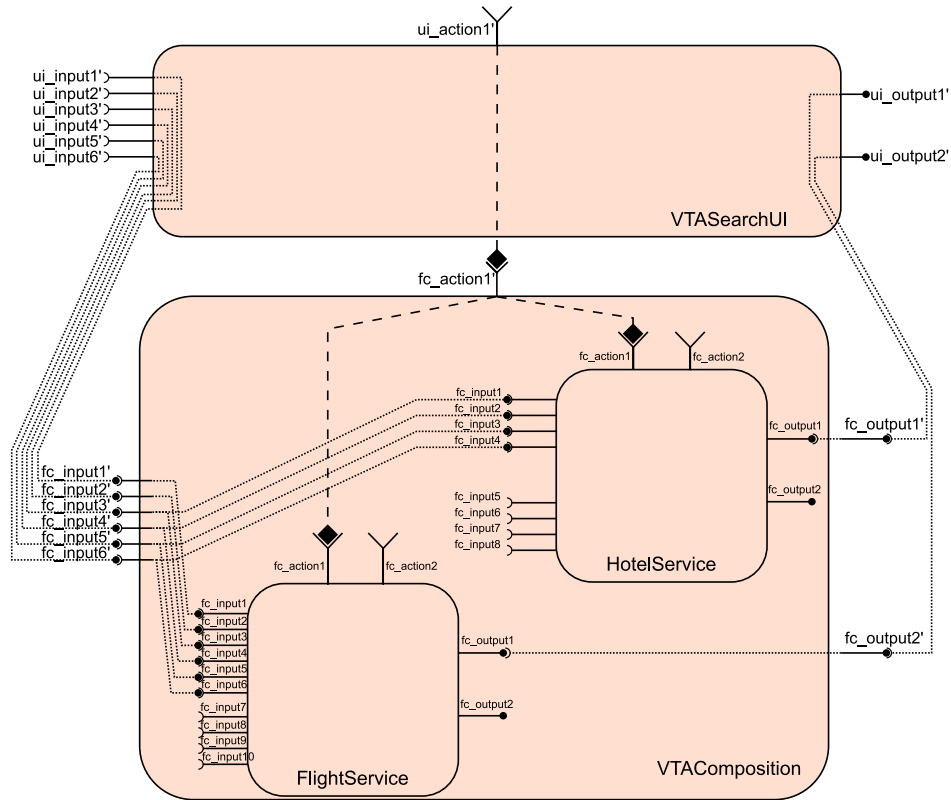 ui_action1'
ui_input1'
ui_input2'
ui_input3'
ui_input4'
ui_input5'
ui_input6'
ui_output1'
ui_output2'
VTASearchUI
fc_action1'
fc_action1
fc_action2
fc_input1
fc_input2
fc_input3
fc_input4
fc_output1
fc_output1'
fc_input5
fc_input6
fc_input7
fc_input8
fc_output2
HotelService
fc_input1'
fc_input2'
fc_input3'
fc_input4'
fc_input5'
fc_input6'
fc_action1
fc_action2
fc_input1
fc_input2
fc_input3
fc_input4
fc_input5
fc_input6
fc_input7
fc_input8
fc_input9
fc_input10
fc_output1
fc_output2'
fc_output2
FlightService
VTAComposition